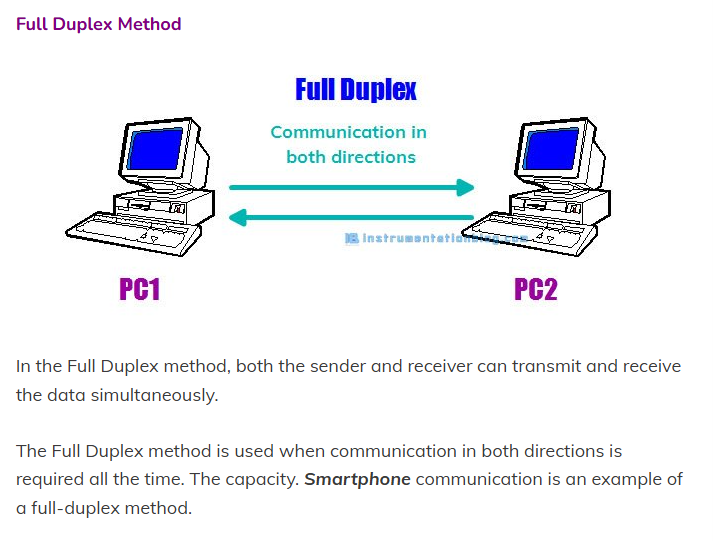 Full Duplex Method
Full Duplex
Communication in
both directions
PC1
PC2
In the Full Duplex method, both the sender and receiver can transmit and receive
the data simultaneously.
The Full Duplex method is used when communication in both directions is
required all the time. The capacity. Smartphone communication is an example of
a full-duplex method.